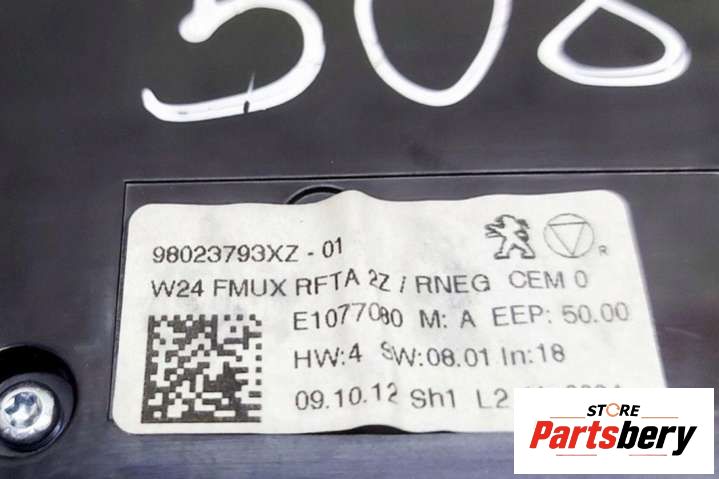 508
98023793XZ - 01
R
W24 FMUX RFTA 2Z / RNEG CEM 0
E1077080 M: A EEP: 50.00
HW:4 SW:08.01 In:18
09.10.12 Sh1 L2
STORE
Partsbery